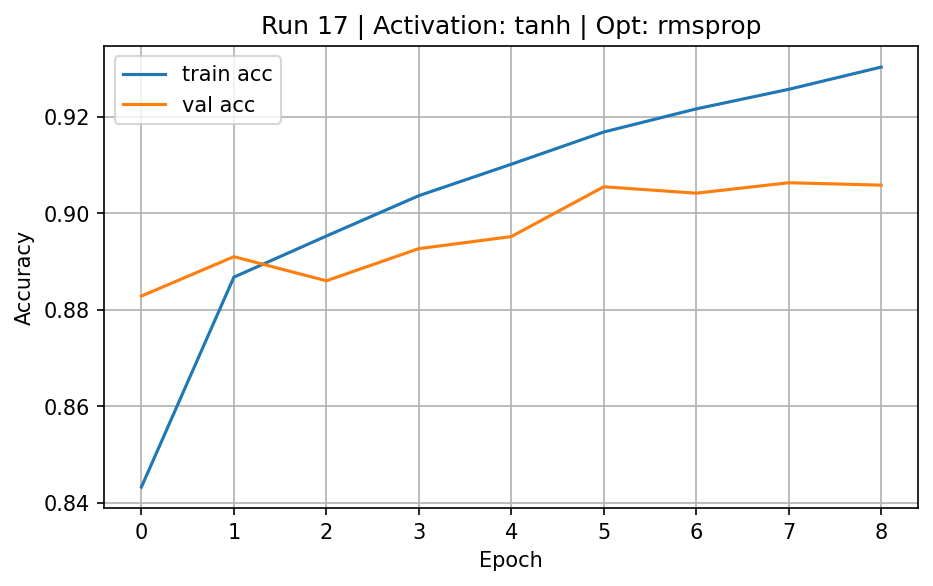 Run 17 | Activation: tanh | Opt: rmsprop
train acc
val acc
0.92
0.90
0.88
0.86
0.84
Accuracy
0 1 2 3 4 5 6 7 8
Epoch